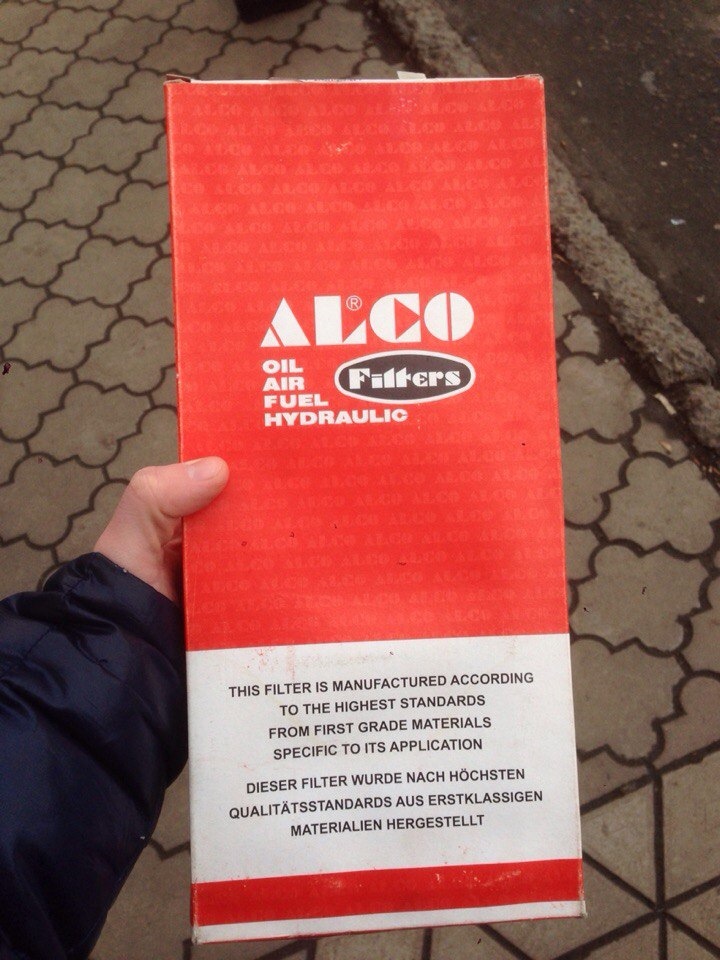 ALCO®
OIL
AIR
FUEL
HYDRAULIC
Filters
THIS FILTER IS MANUFACTURED ACCORDING
TO THE HIGHEST STANDARDS
FROM FIRST GRADE MATERIALS
SPECIFIC TO ITS APPLICATION
DIESER FILTER WURDE NACH HÖCHSTEN
QUALITÄTSSTANDARDS AUS ERSTKLASSIGEN
MATERIALIEN HERGESTELLT